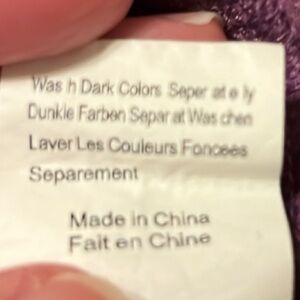 Was h Dark Colors Seper at e ly
Dunkle Farben Separ at Was chen
Laver Les Couleurs Foncees
Separement
Made in China
Fait en Chine